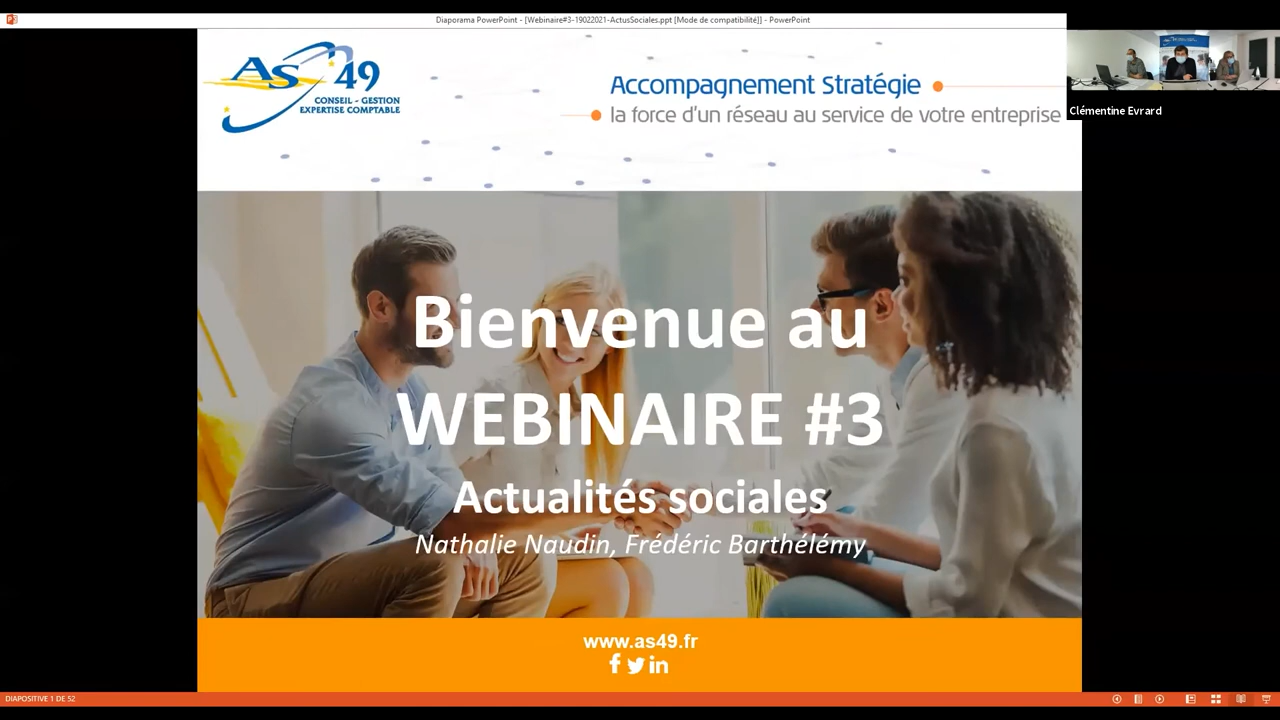 Diaporama PowerPoint - [Webinaire#3-19022021-ActusSociales.ppt [Mode de compatibilité]] - PowerPoint
AS 49
CONSEIL - GESTION
EXPERTISE COMPTABLE
Accompagnement Stratégie
la force d'un réseau au service de votre entreprise
Clémentine Evrard
Bienvenue au
WEBINAIRE #3
Actualités sociales
Nathalie Naudin, Frédéric Barthélémy
www.as49.fr
DIAPOSITIVE 1 DE 52